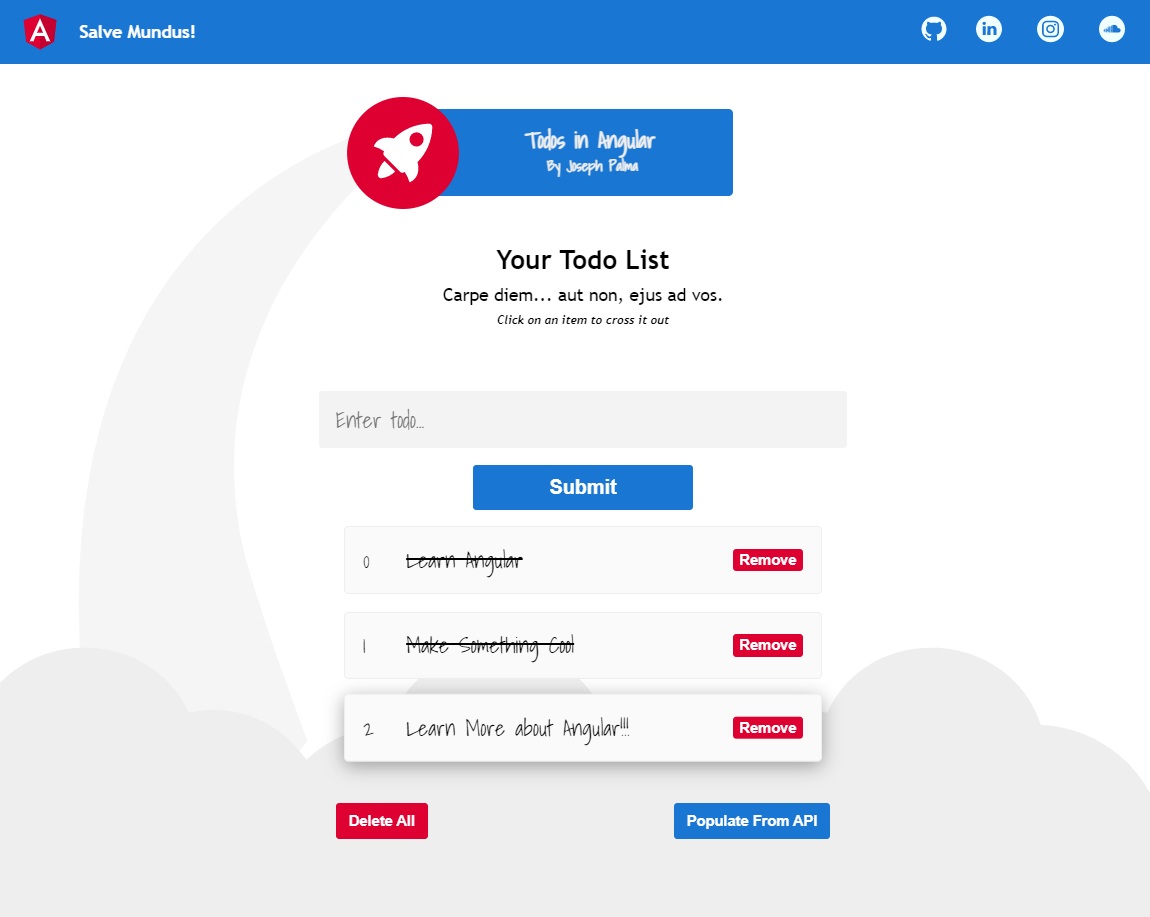 Salve Mundus!
Todos in Angular
By Joseph Palma
Your Todo List
Carpe diem... aut non, ejus ad vos.
Click on an item to cross it out
Enter todo...
Submit
0 Learn Angular Remove
1 Make Something Cool Remove
2 Learn More about Angular!!! Remove
Delete All Populate From API